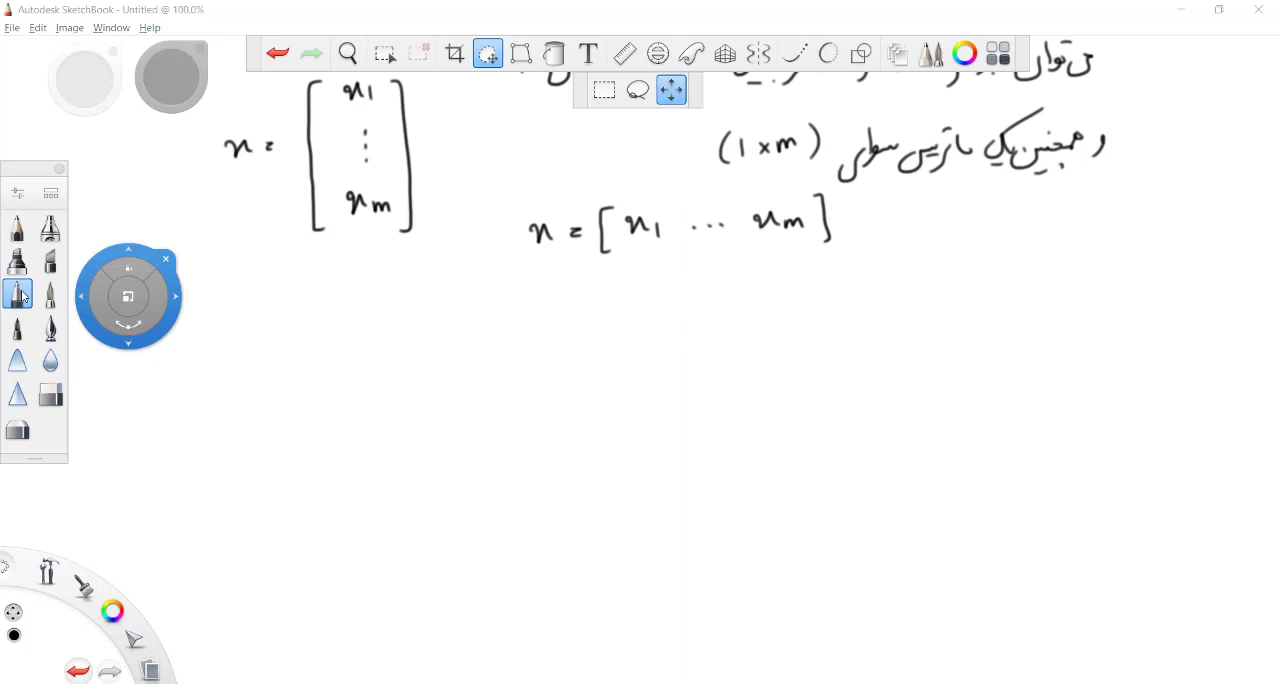 Autodesk SketchBook - Untitled @ 100.0%
File Edit Image Window Help
می‌توان
x = [ x1 ⋮ xm ]
و همچنین یک ماتریس سطری (1 × m)
x = [ x1 ... xm ]